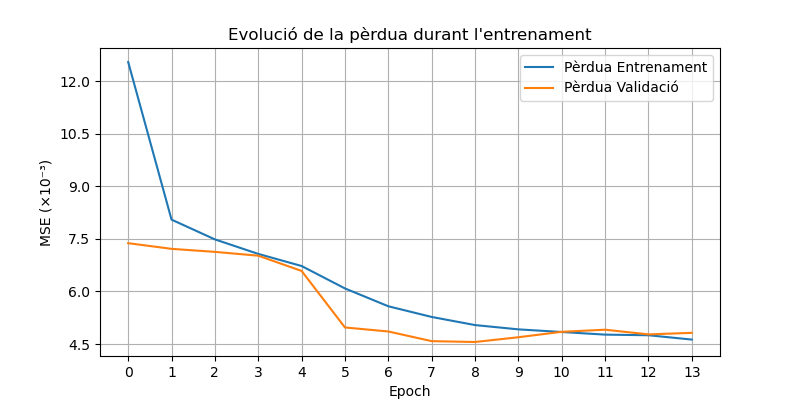 Evolució de la pèrdua durant l'entrenament
Pèrdua Entrenament
Pèrdua Validació
MSE (×10⁻³)
12.0
10.5
9.0
7.5
6.0
4.5
0 1 2 3 4 5 6 7 8 9 10 11 12 13
Epoch